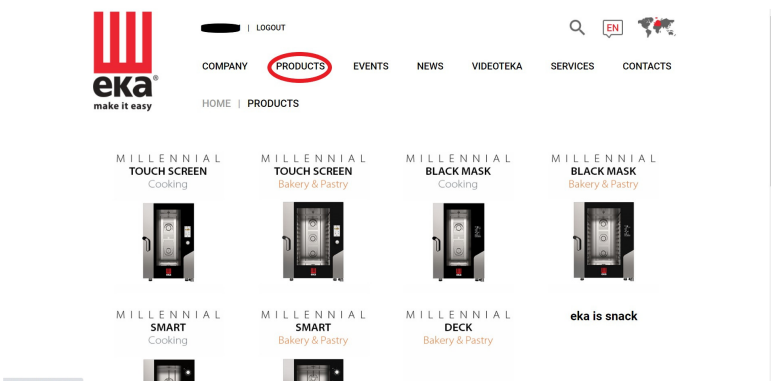 | LOGOUT
EN
eka®
make it easy
COMPANY PRODUCTS EVENTS NEWS VIDEOTEKA SERVICES CONTACTS
HOME | PRODUCTS
MILLENNIAL
TOUCH SCREEN
Cooking
MILLENNIAL
TOUCH SCREEN
Bakery & Pastry
MILLENNIAL
BLACK MASK
Cooking
MILLENNIAL
BLACK MASK
Bakery & Pastry
MILLENNIAL
SMART
Cooking
MILLENNIAL
SMART
Bakery & Pastry
MILLENNIAL
DECK
Bakery & Pastry
eka is snack